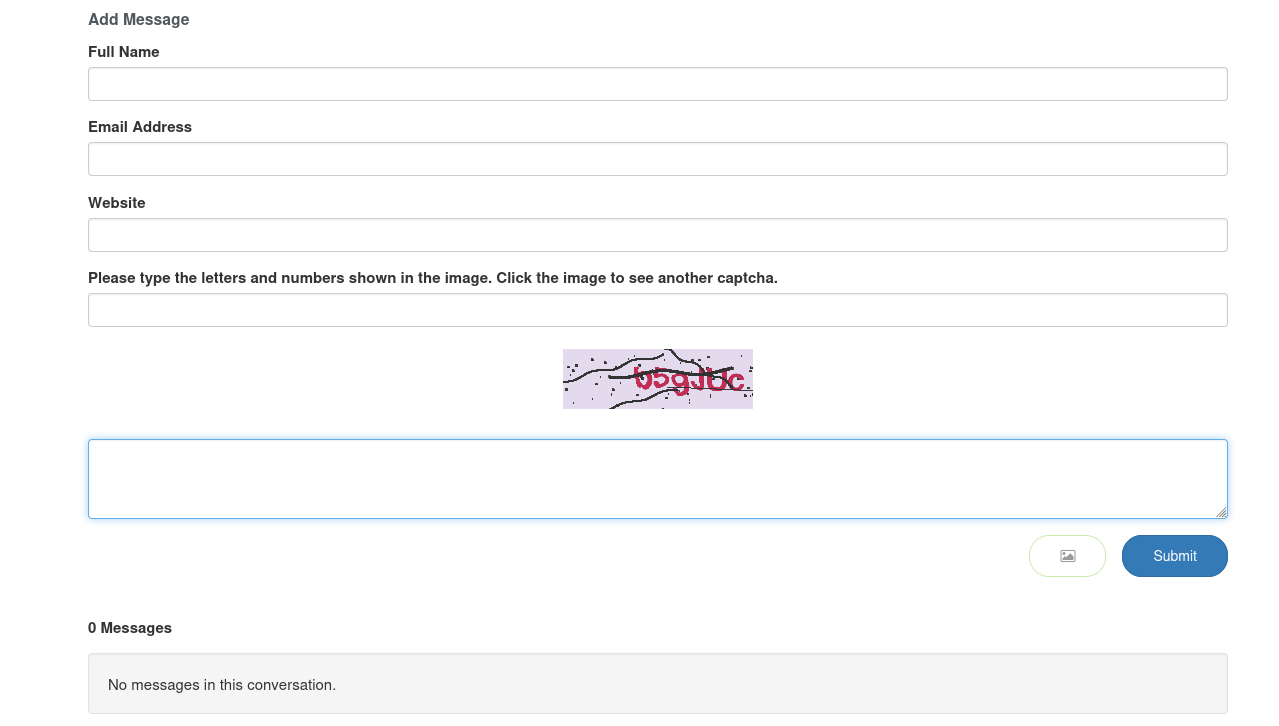 Add Message
Full Name
Email Address
Website
Please type the letters and numbers shown in the image. Click the image to see another captcha.
Submit
0 Messages
No messages in this conversation.